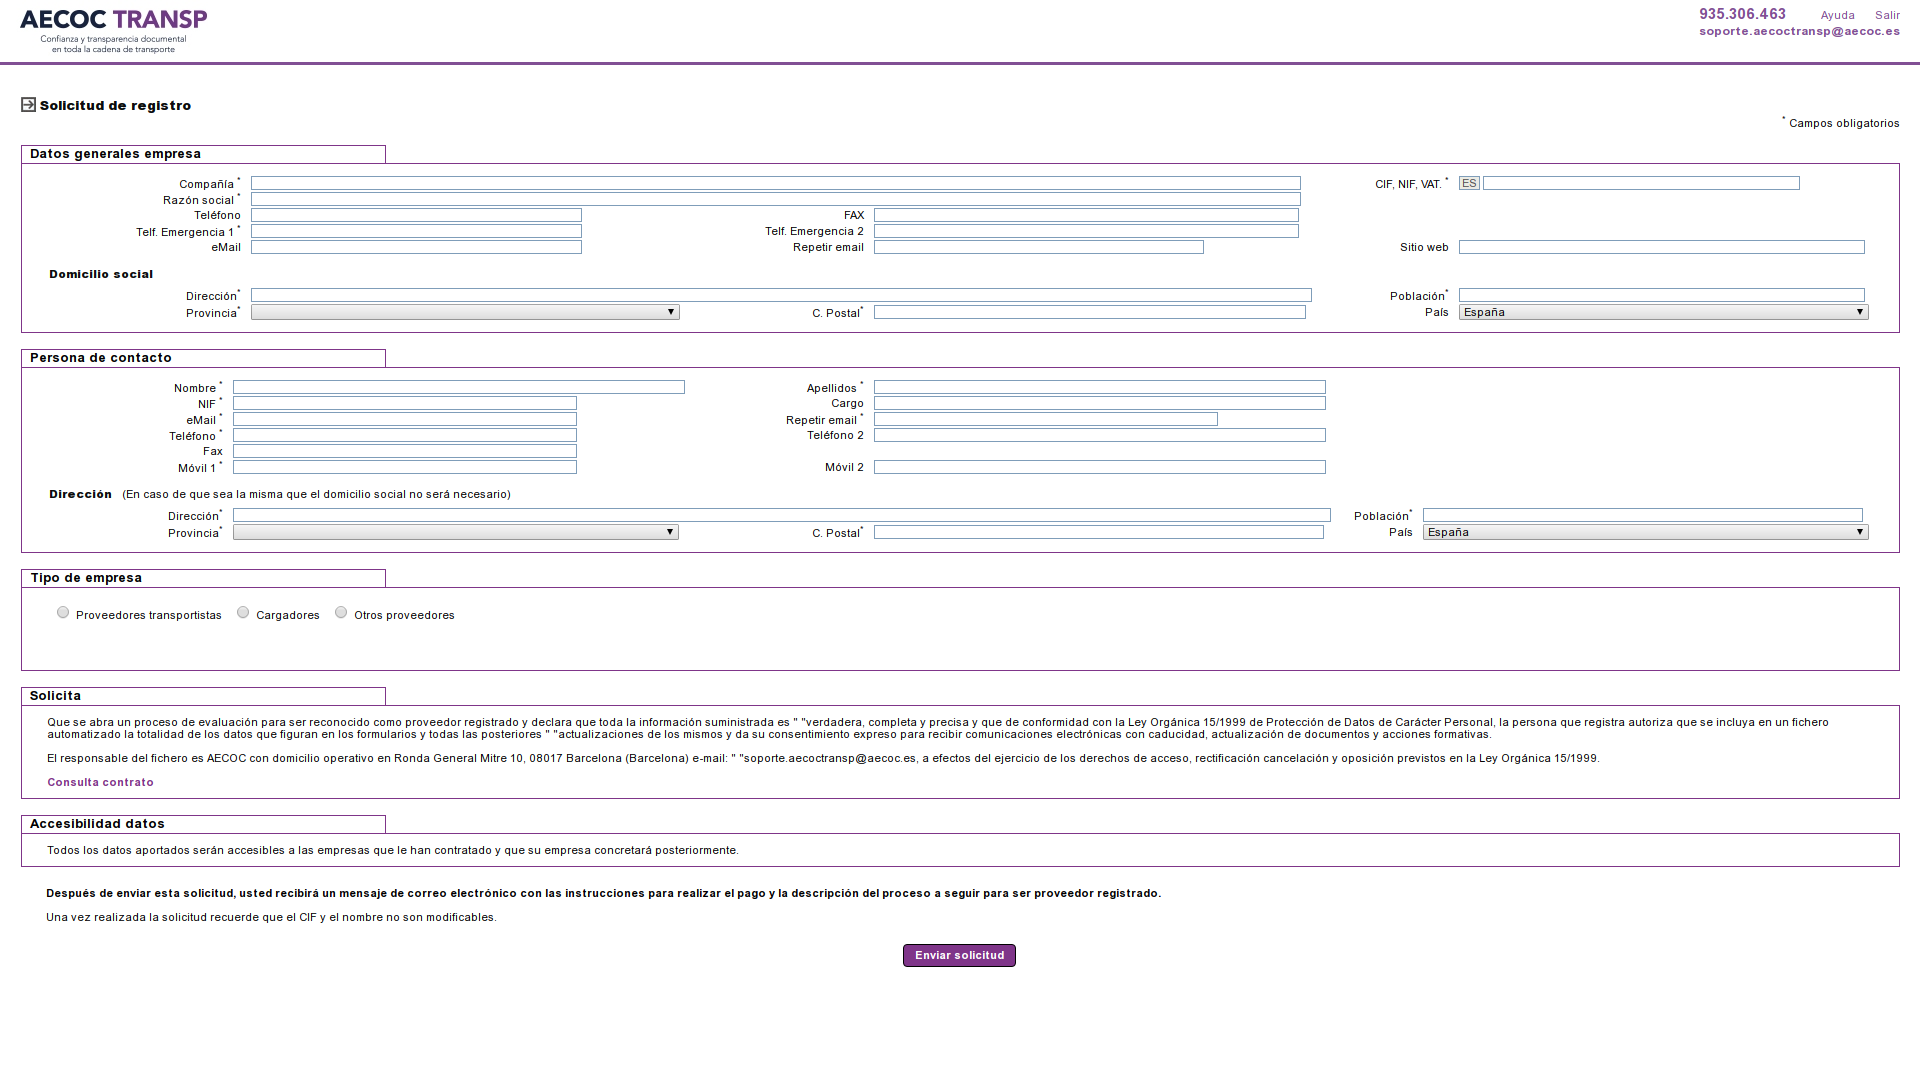 AECOC TRANSP
Confianza y transparencia documental
en toda la cadena de transporte
935.306.463 Ayuda Salir
soporte.aecoctransp@aecoc.es
Solicitud de registro
* Campos obligatorios
Datos generales empresa
Compañía * CIF, NIF, VAT. * ES
Razón social *
Teléfono FAX
Telf. Emergencia 1 * Telf. Emergencia 2
eMail Repetir email Sitio web
Domicilio social
Dirección* Población*
Provincia* C. Postal* País España
Persona de contacto
Nombre * Apellidos *
NIF * Cargo
eMail * Repetir email *
Teléfono * Teléfono 2
Fax
Móvil 1 * Móvil 2
Dirección (En caso de que sea la misma que el domicilio social no será necesario)
Dirección* Población*
Provincia* C. Postal* País España
Tipo de empresa
Proveedores transportistas Cargadores Otros proveedores
Solicita
Que se abra un proceso de evaluación para ser reconocido como proveedor registrado y declara que toda la información suministrada es " "verdadera, completa y precisa y que de conformidad con la Ley Orgánica 15/1999 de Protección de Datos de Carácter Personal, la persona que registra autoriza que se incluya en un fichero
automatizado la totalidad de los datos que figuran en los formularios y todas las posteriores " "actualizaciones de los mismos y da su consentimiento expreso para recibir comunicaciones electrónicas con caducidad, actualización de documentos y acciones formativas.
El responsable del fichero es AECOC con domicilio operativo en Ronda General Mitre 10, 08017 Barcelona (Barcelona) e-mail: " "soporte.aecoctransp@aecoc.es, a efectos del ejercicio de los derechos de acceso, rectificación cancelación y oposición previstos en la Ley Orgánica 15/1999.
Consulta contrato
Accesibilidad datos
Todos los datos aportados serán accesibles a las empresas que le han contratado y que su empresa concretará posteriormente.
Después de enviar esta solicitud, usted recibirá un mensaje de correo electrónico con las instrucciones para realizar el pago y la descripción del proceso a seguir para ser proveedor registrado.
Una vez realizada la solicitud recuerde que el CIF y el nombre no son modificables.
Enviar solicitud